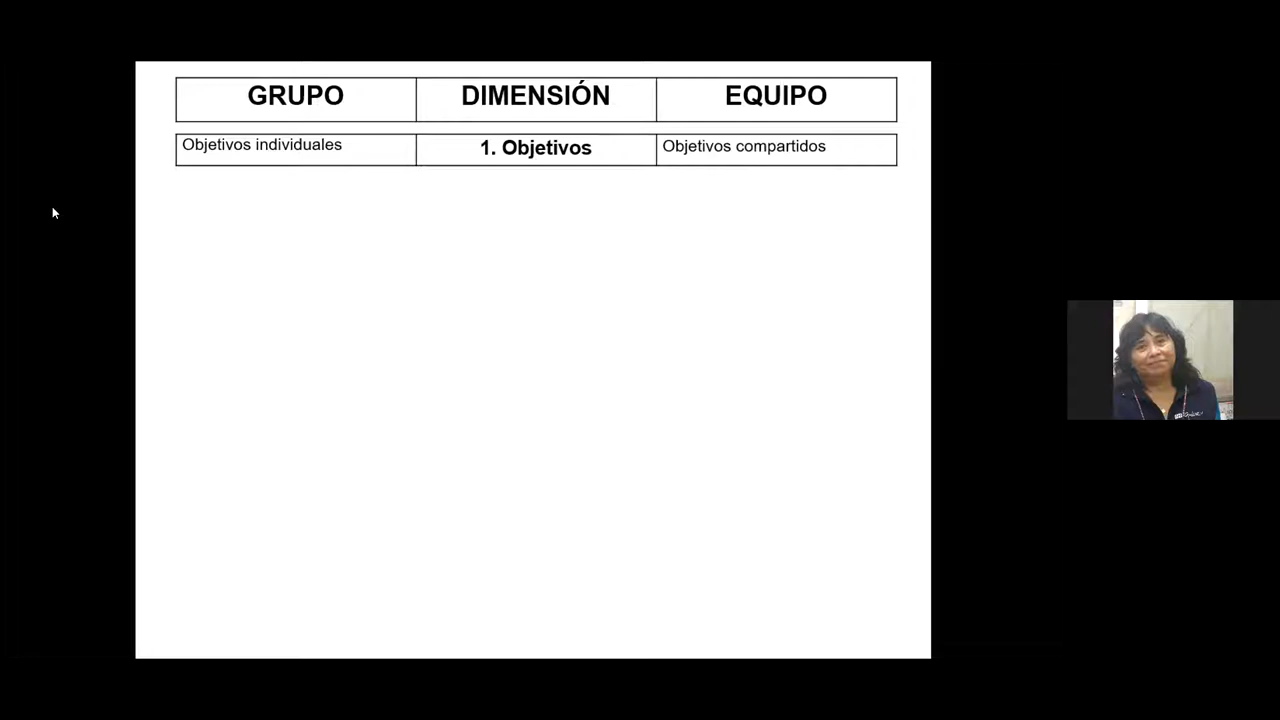 GRUPO DIMENSIÓN EQUIPO
Objetivos individuales 1. Objetivos Objetivos compartidos